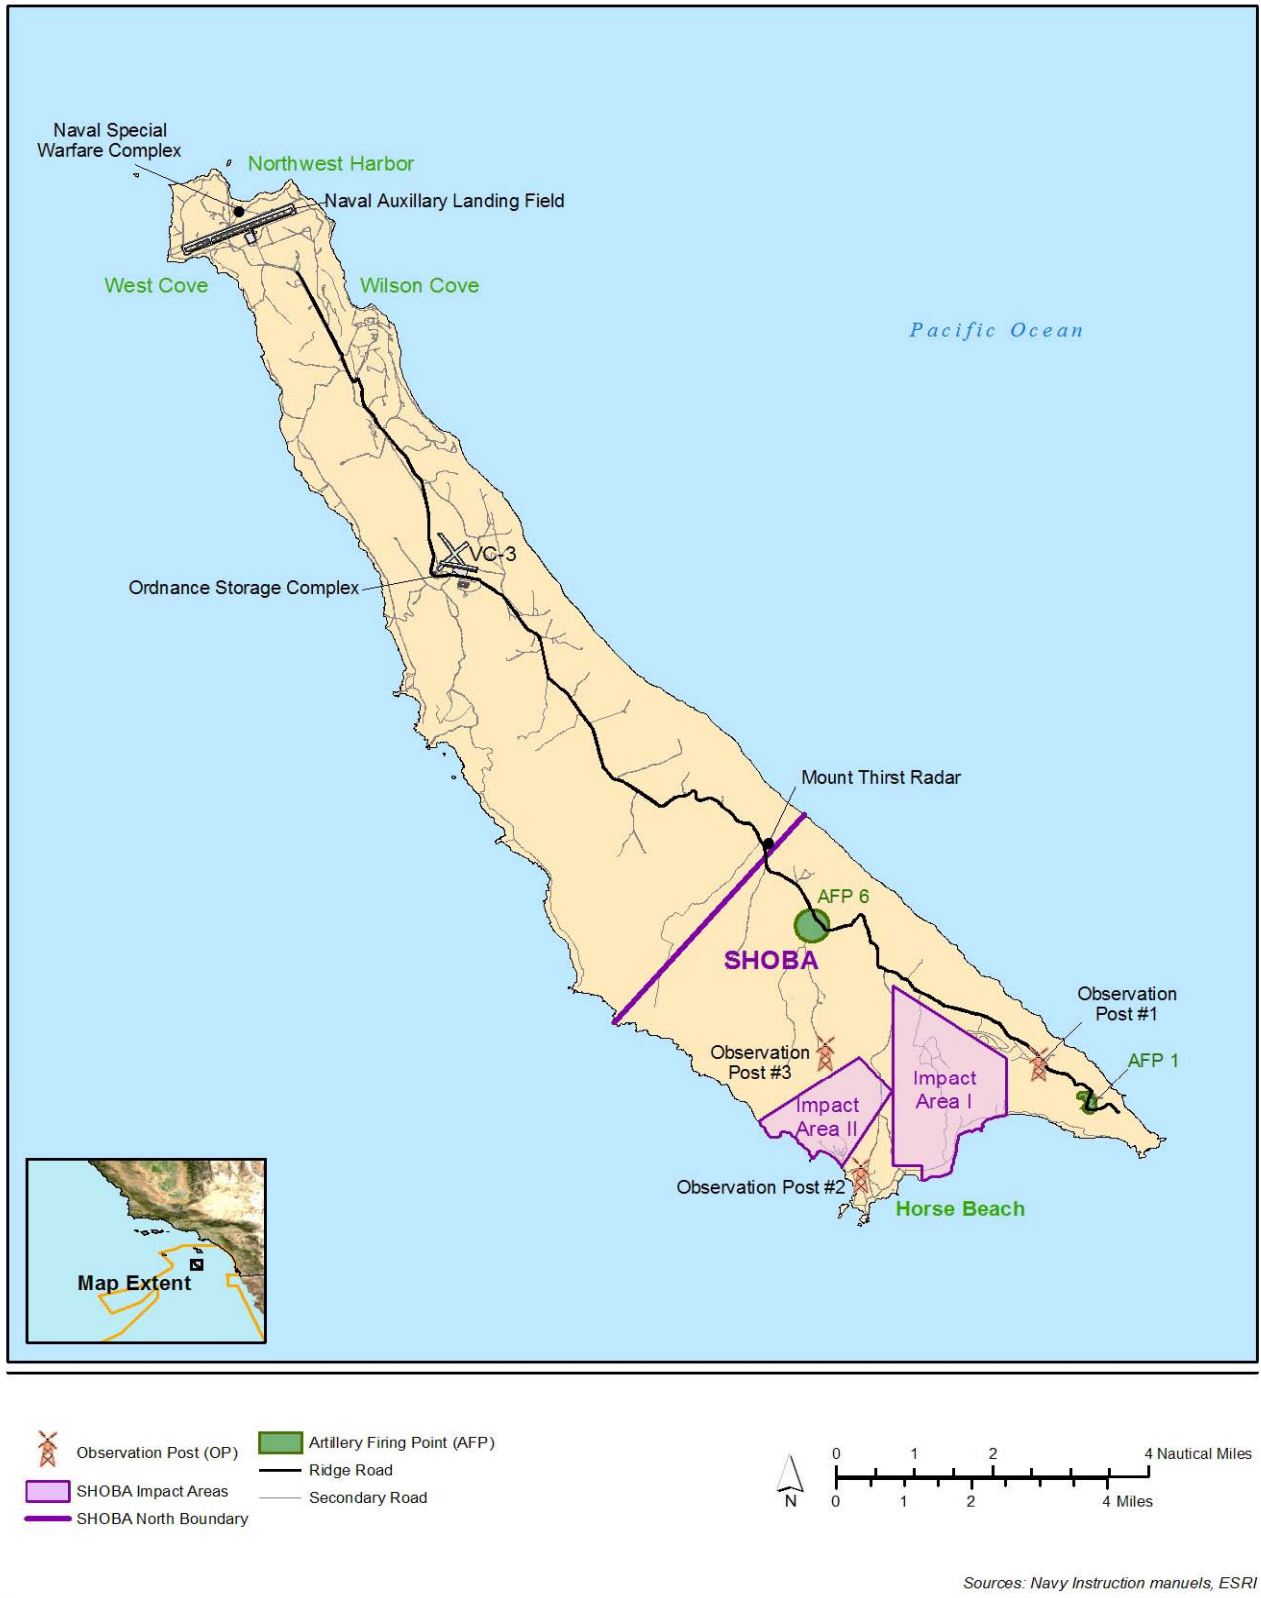 Naval Special
Warfare Complex
Northwest Harbor
Naval Auxillary Landing Field
West Cove
Wilson Cove
Pacific Ocean
VC-3
Ordnance Storage Complex
Mount Thirst Radar
AFP 6
SHOBA
Observation
Post #1
Observation
Post #3
AFP 1
Impact
Area I
Impact
Area II
Observation Post #2
Horse Beach
Map Extent
Observation Post (OP)
SHOBA Impact Areas
SHOBA North Boundary
Artillery Firing Point (AFP)
Ridge Road
Secondary Road
N
0 1 2 4 Nautical Miles
0 1 2 4 Miles
Sources: Navy Instruction manuels, ESRI